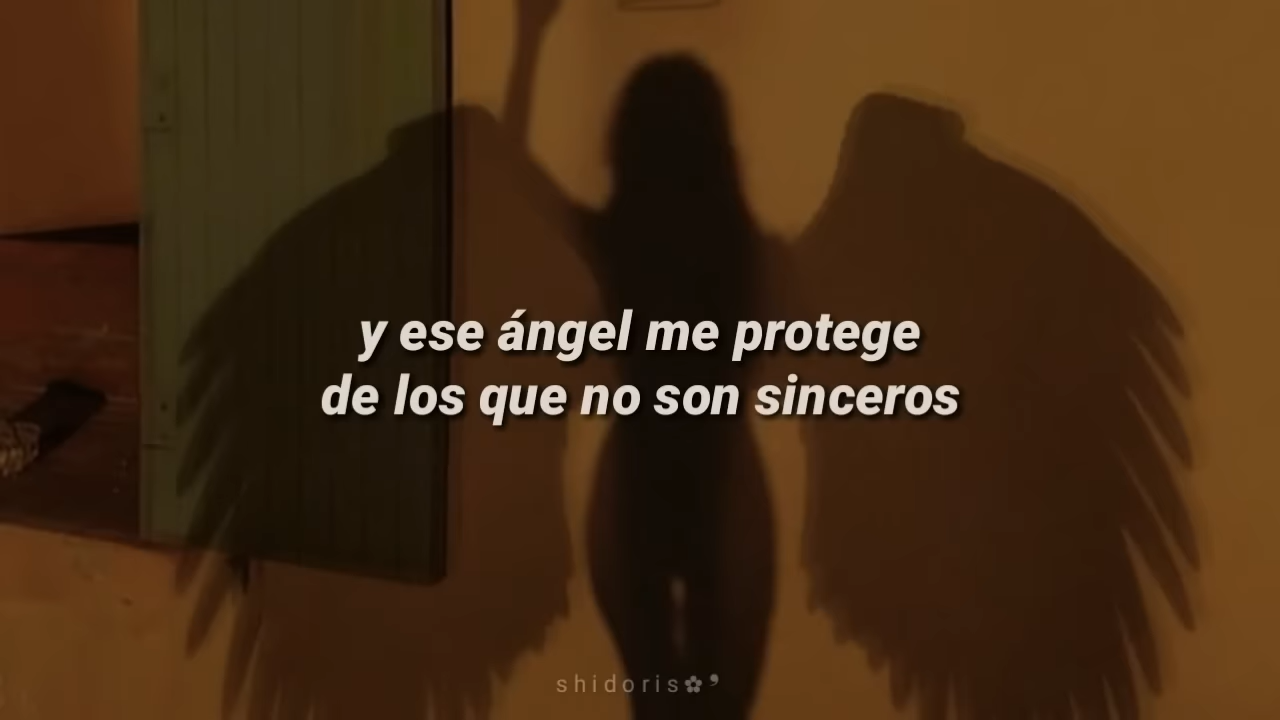 y ese ángel me protege
de los que no son sinceros
shidoris✿❜